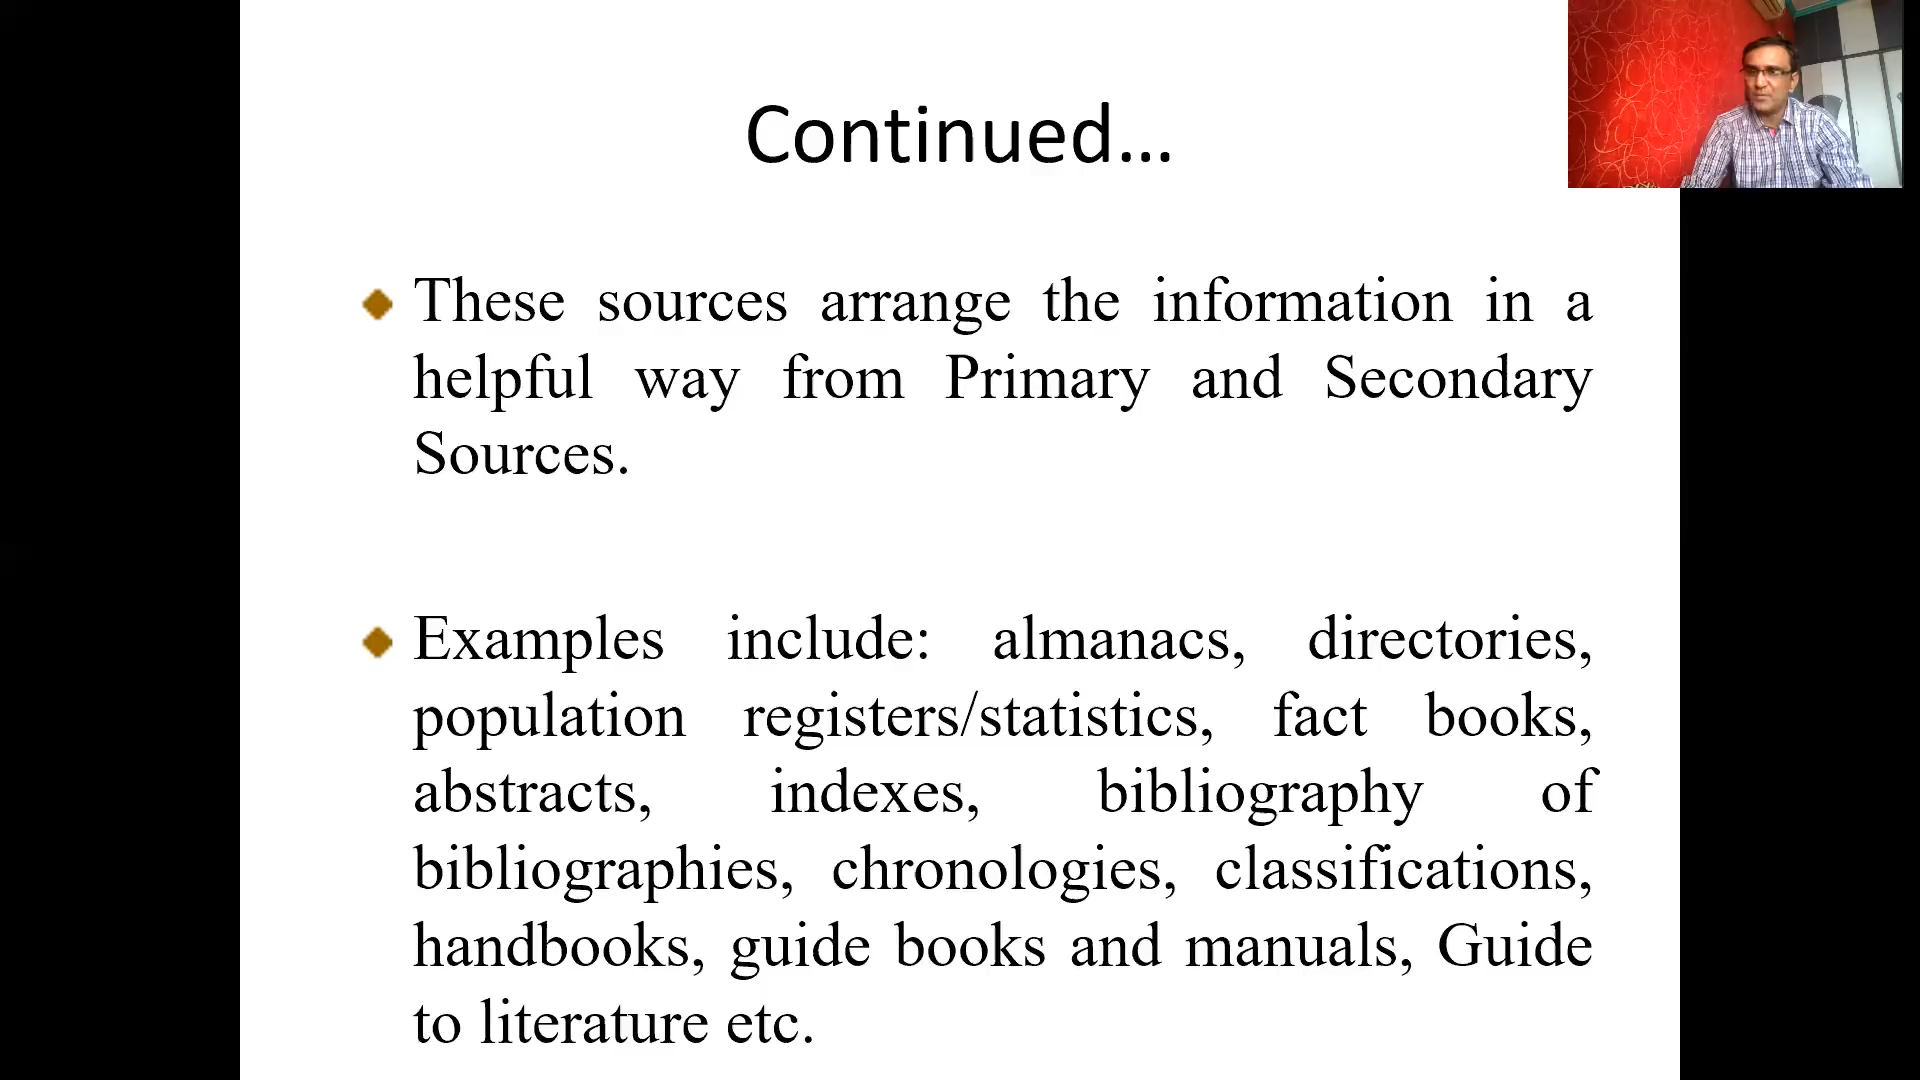 Continued...
These sources arrange the information in a
helpful way from Primary and Secondary
Sources.
Examples include: almanacs, directories,
population registers/statistics, fact books,
abstracts, indexes, bibliography of
bibliographies, chronologies, classifications,
handbooks, guide books and manuals, Guide
to literature etc.